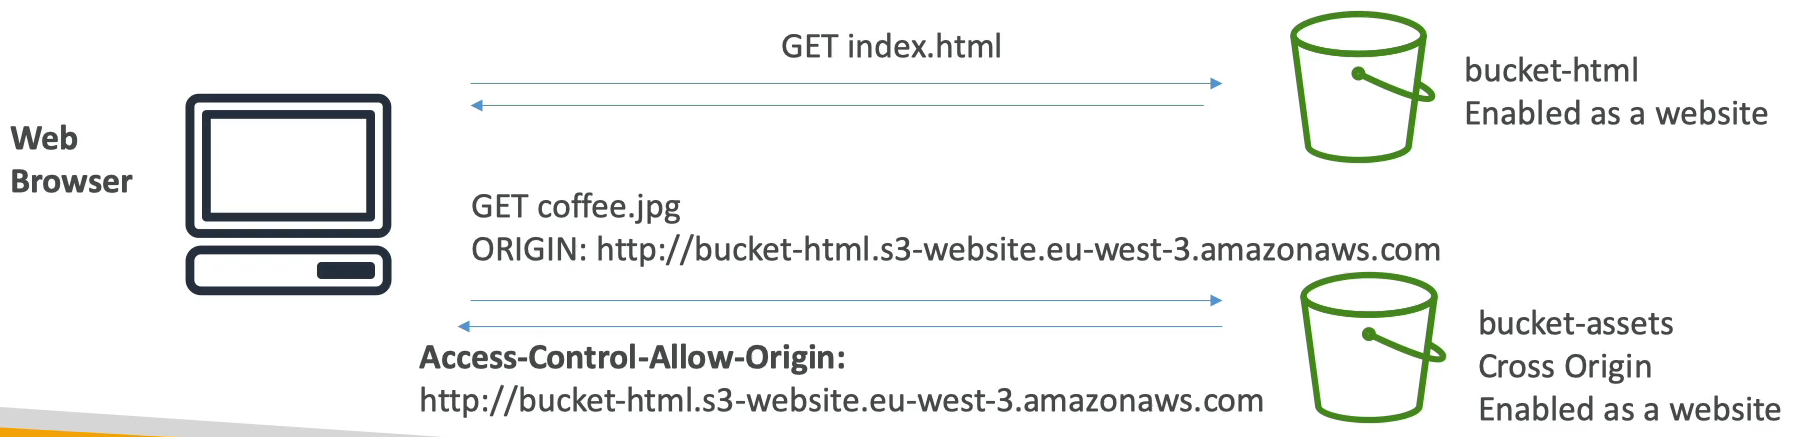 GET index.html
bucket-html
Enabled as a website
Web
Browser
GET coffee.jpg
ORIGIN: http://bucket-html.s3-website.eu-west-3.amazonaws.com
bucket-assets
Cross Origin
Enabled as a website
Access-Control-Allow-Origin:
http://bucket-html.s3-website.eu-west-3.amazonaws.com